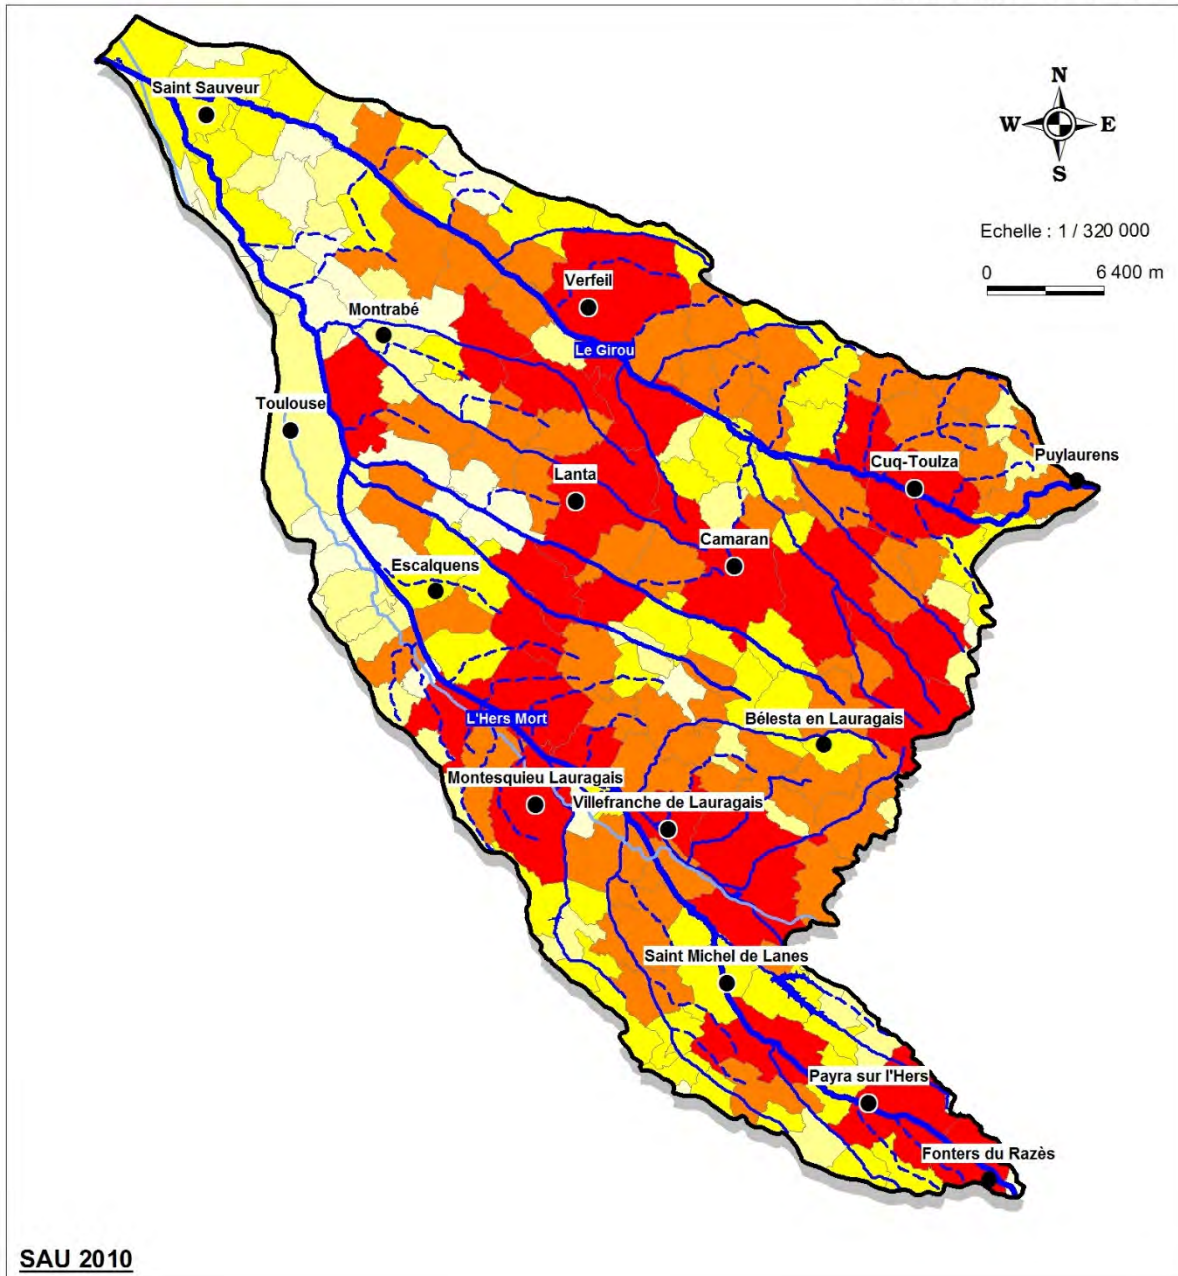 N
W E
S
Echelle : 1 / 320 000
0 6 400 m
Saint Sauveur
Verfeil
Montrabé
Le Girou
Toulouse
Cuq-Toulza
Puylaurens
Lanta
Camaran
Escalquens
L'Hers Mort
Bélesta en Lauragais
Montesquieu Lauragais
Villefranche de Lauragais
Saint Michel de Lanes
Payra sur l'Hers
Fonters du Razès
SAU 2010